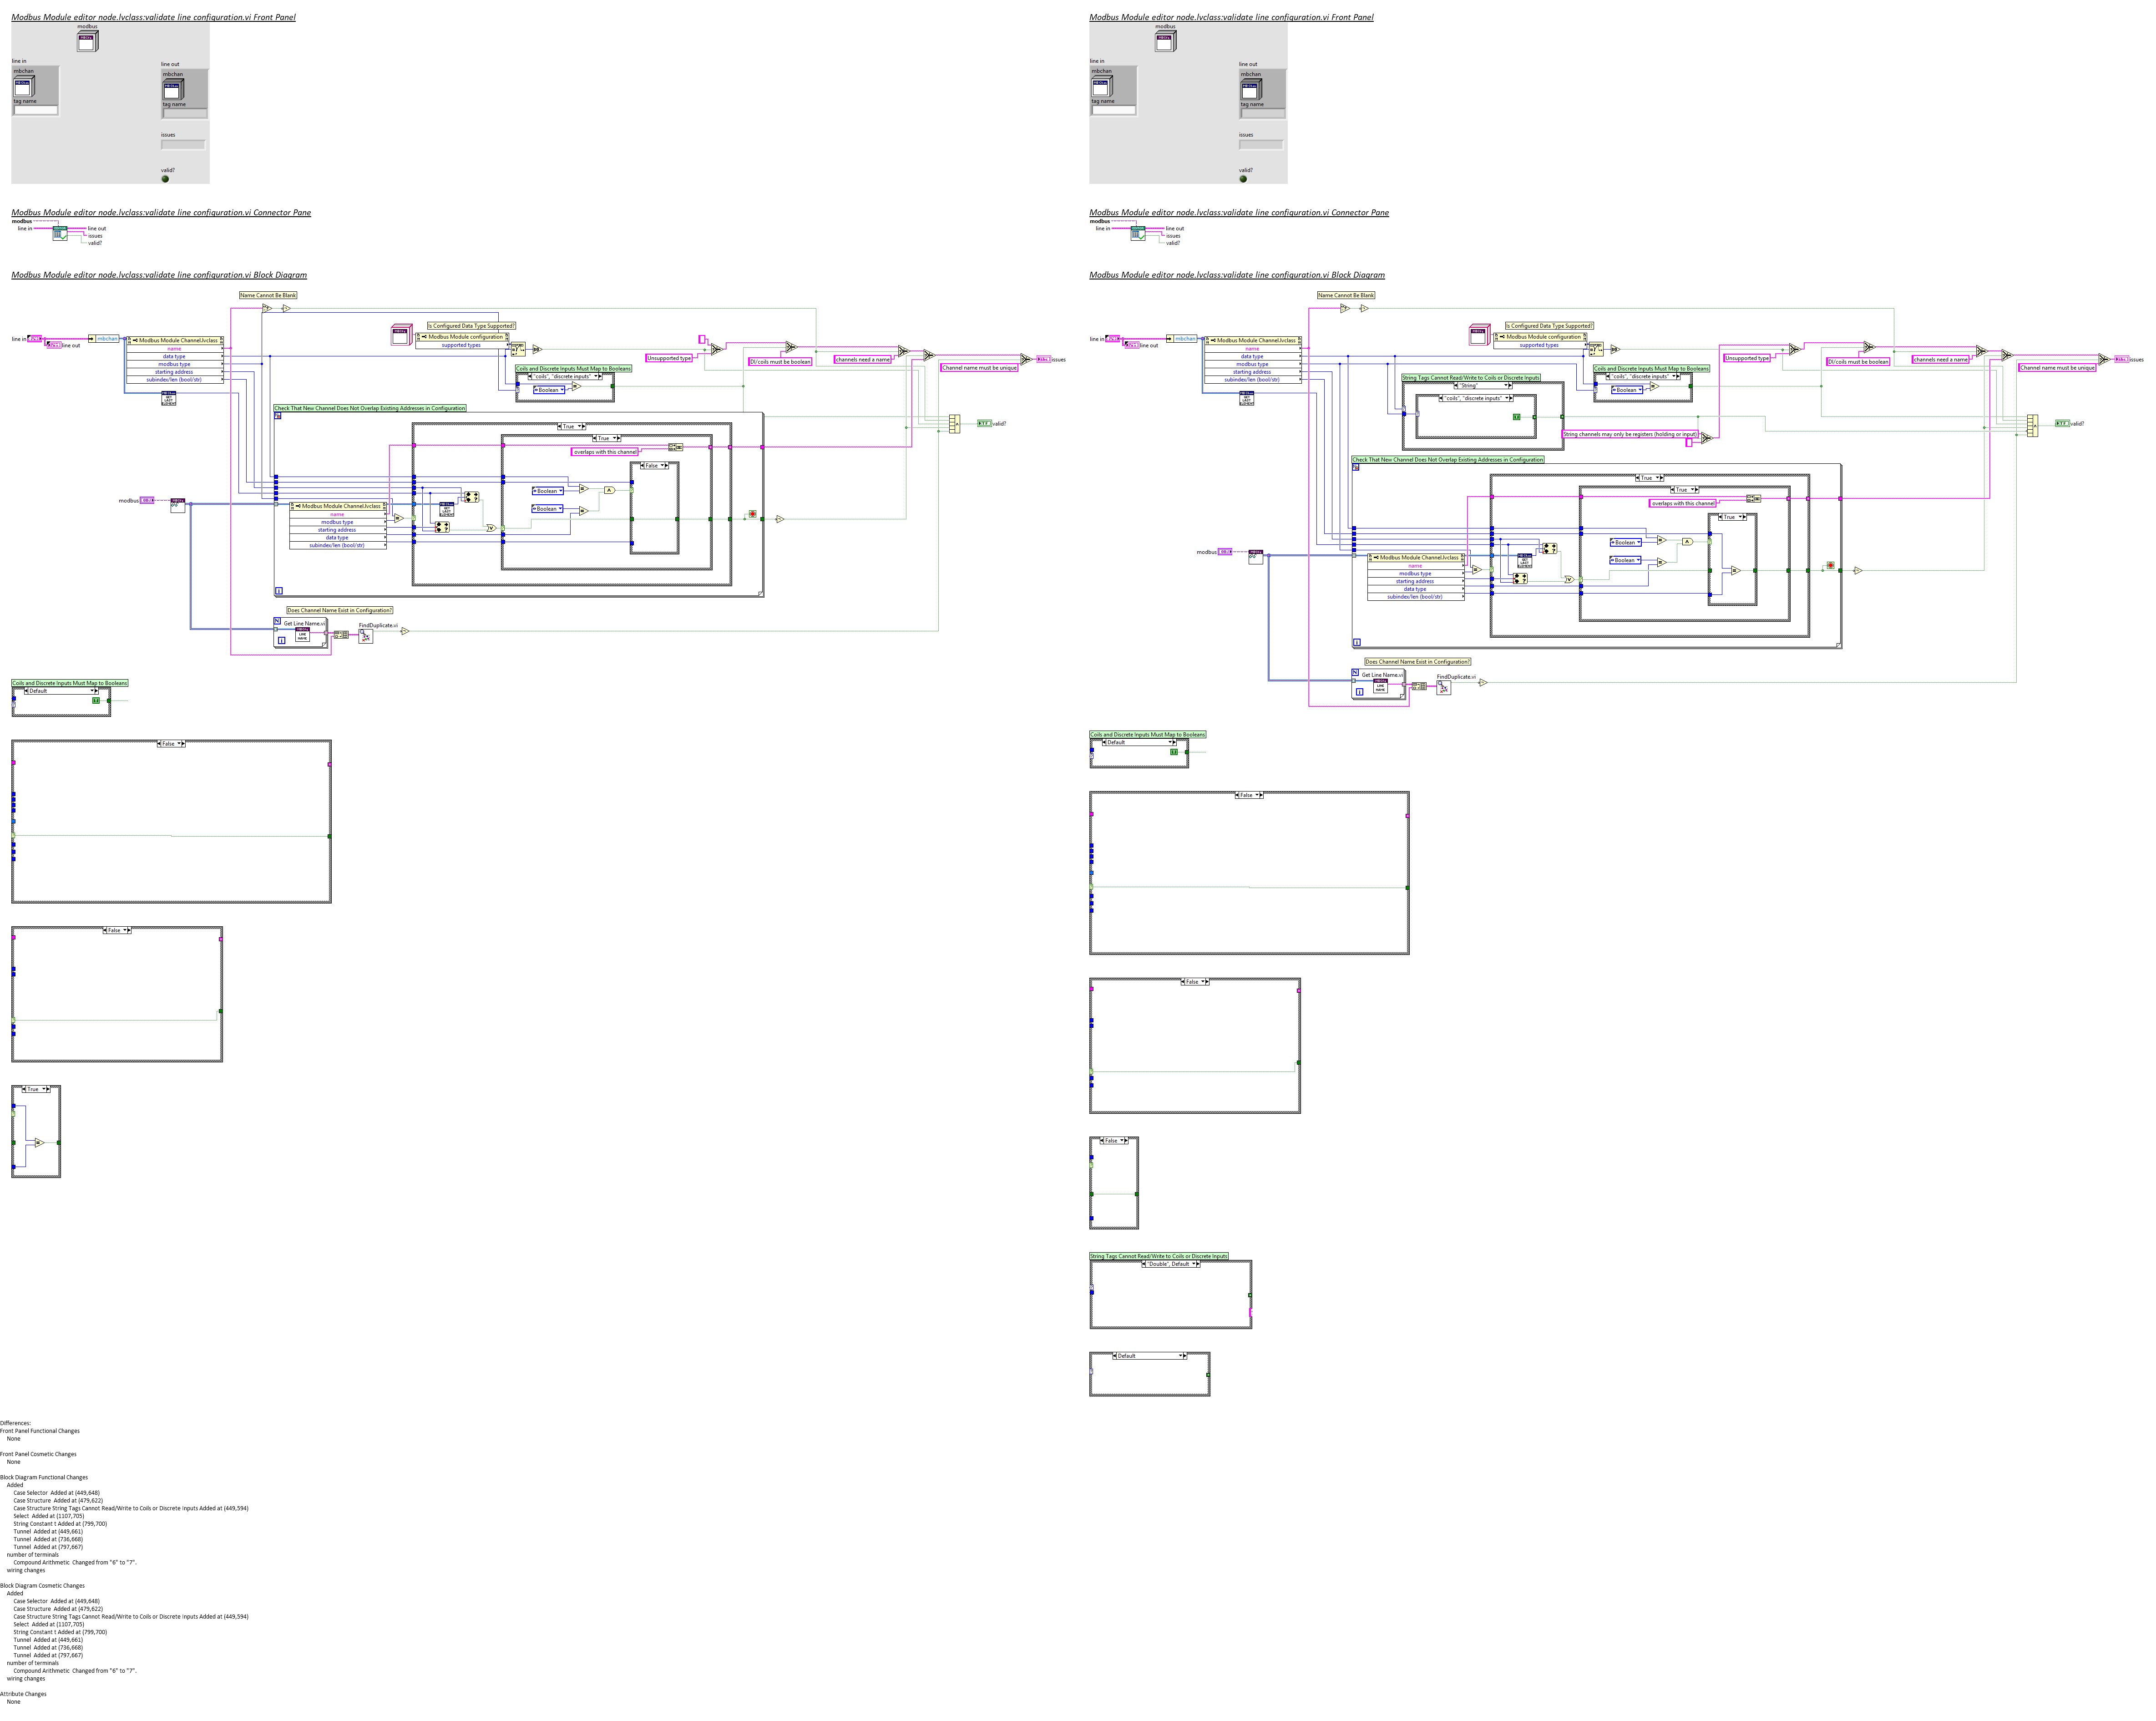 Modbus Module editor node.lvclass:validate line configuration.vi Front Panel
modbus
line in
mbchan
tag name
line out
mbchan
tag name
issues
valid?
Modbus Module editor node.lvclass:validate line configuration.vi Connector Pane
modbus
line in
line out
issues
valid?
Modbus Module editor node.lvclass:validate line configuration.vi Block Diagram
Name Cannot Be Blank
line in
line out
mbchan
Modbus Module Channel.lvclass
name
data type
modbus type
starting address
subindex/len (bool/str)
Is Configured Data Type Supported?
Modbus Module configuration
supported types
Unsupported type
DI/coils must be boolean
channels need a name
Channel name must be unique
issues
Coils and Discrete Inputs Must Map to Booleans
"coils", "discrete inputs"
Boolean
Check That New Channel Does Not Overlap Existing Addresses in Configuration
True
True
overlaps with this channel
False
Boolean
Boolean
valid?
modbus
Modbus Module Channel.lvclass
name
modbus type
starting address
data type
subindex/len (bool/str)
Does Channel Name Exist in Configuration?
Get Line Name.vi
FindDuplicate.vi
Coils and Discrete Inputs Must Map to Booleans
Default
False
False
True
Modbus Module editor node.lvclass:validate line configuration.vi Front Panel
modbus
line in
mbchan
tag name
line out
mbchan
tag name
issues
valid?
Modbus Module editor node.lvclass:validate line configuration.vi Connector Pane
modbus
line in
line out
issues
valid?
Modbus Module editor node.lvclass:validate line configuration.vi Block Diagram
Name Cannot Be Blank
line in
line out
mbchan
Modbus Module Channel.lvclass
name
data type
modbus type
starting address
subindex/len (bool/str)
Is Configured Data Type Supported?
Modbus Module configuration
supported types
Unsupported type
DI/coils must be boolean
channels need a name
Channel name must be unique
issues
Coils and Discrete Inputs Must Map to Booleans
"coils", "discrete inputs"
Boolean
String Tags Cannot Read/Write to Coils or Discrete Inputs
"String"
"coils", "discrete inputs"
String channels may only be registers (holding or input)
valid?
Check That New Channel Does Not Overlap Existing Addresses in Configuration
True
True
overlaps with this channel
True
Boolean
Boolean
modbus
Modbus Module Channel.lvclass
name
modbus type
starting address
data type
subindex/len (bool/str)
Does Channel Name Exist in Configuration?
Get Line Name.vi
FindDuplicate.vi
Coils and Discrete Inputs Must Map to Booleans
Default
False
False
False
String Tags Cannot Read/Write to Coils or Discrete Inputs
"Double", Default
Default
Differences:
Front Panel Functional Changes
None
Front Panel Cosmetic Changes
None
Block Diagram Functional Changes
Added
Case Selector Added at (449,648)
Case Structure Added at (479,622)
Case Structure String Tags Cannot Read/Write to Coils or Discrete Inputs Added at (449,594)
Select Added at (1107,705)
String Constant t Added at (799,700)
Tunnel Added at (449,661)
Tunnel Added at (736,668)
Tunnel Added at (797,667)
number of terminals
Compound Arithmetic Changed from "6" to "7".
wiring changes
Block Diagram Cosmetic Changes
Added
Case Selector Added at (449,648)
Case Structure Added at (479,622)
Case Structure String Tags Cannot Read/Write to Coils or Discrete Inputs Added at (449,594)
Select Added at (1107,705)
String Constant t Added at (799,700)
Tunnel Added at (449,661)
Tunnel Added at (736,668)
Tunnel Added at (797,667)
number of terminals
Compound Arithmetic Changed from "6" to "7".
wiring changes
Attribute Changes
None